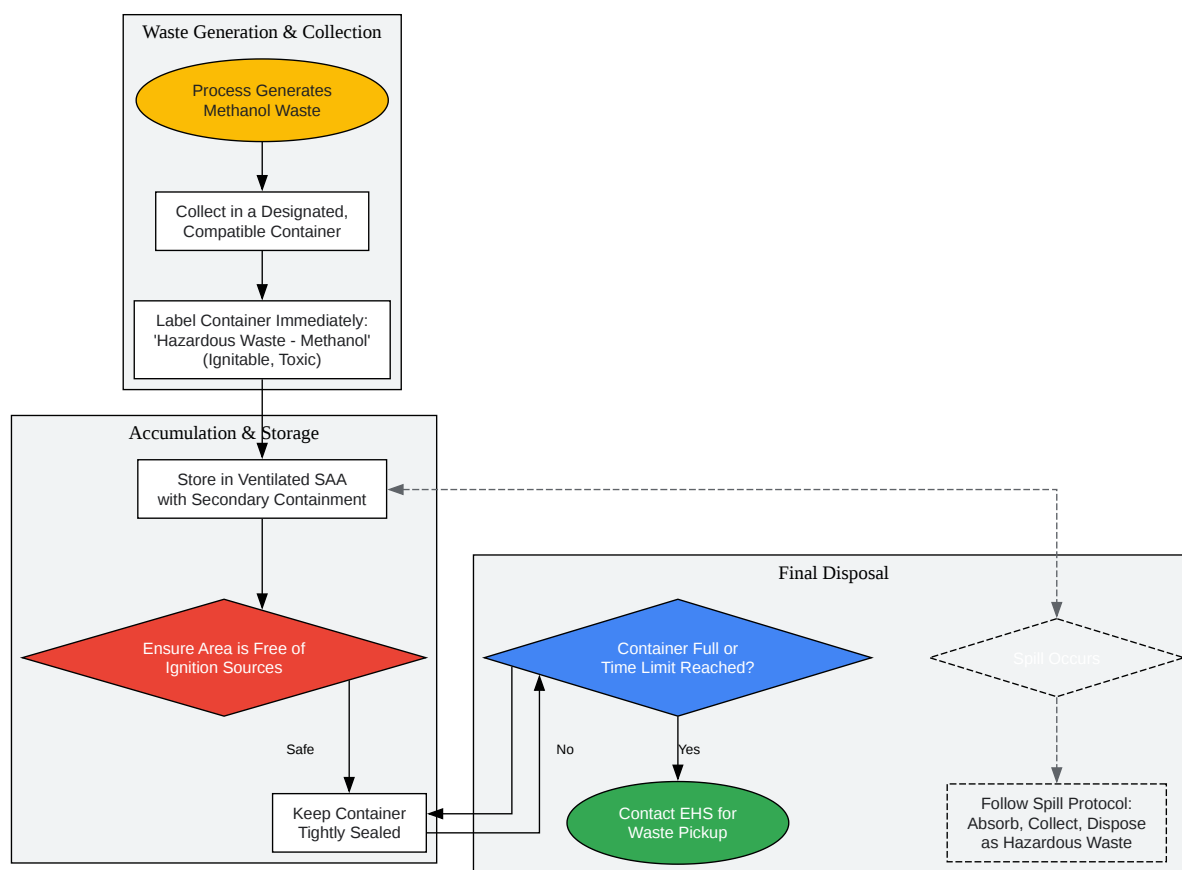 Waste Generation & Collection
Process Generates
Methanol Waste
Collect in a Designated,
Compatible Container
Label Container Immediately:
'Hazardous Waste - Methanol'
(Ignitable, Toxic)
Accumulation & Storage
Store in Ventilated SAA
with Secondary Containment
Ensure Area is Free of
Ignition Sources
Safe
Keep Container
Tightly Sealed
Final Disposal
Container Full or
Time Limit Reached?
No
Yes
Contact EHS for
Waste Pickup
Spill Occurs
Follow Spill Protocol:
Absorb, Collect, Dispose
as Hazardous Waste